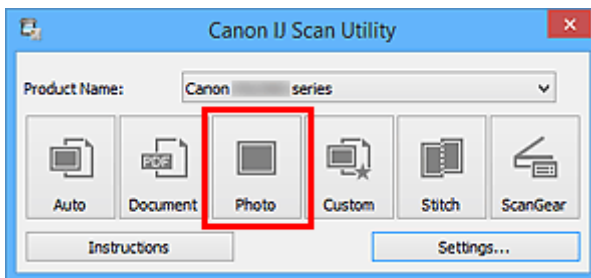 Canon IJ Scan Utility
Product Name: Canon series
PDF
Auto Document Photo Custom Stitch ScanGear
Instructions Settings...